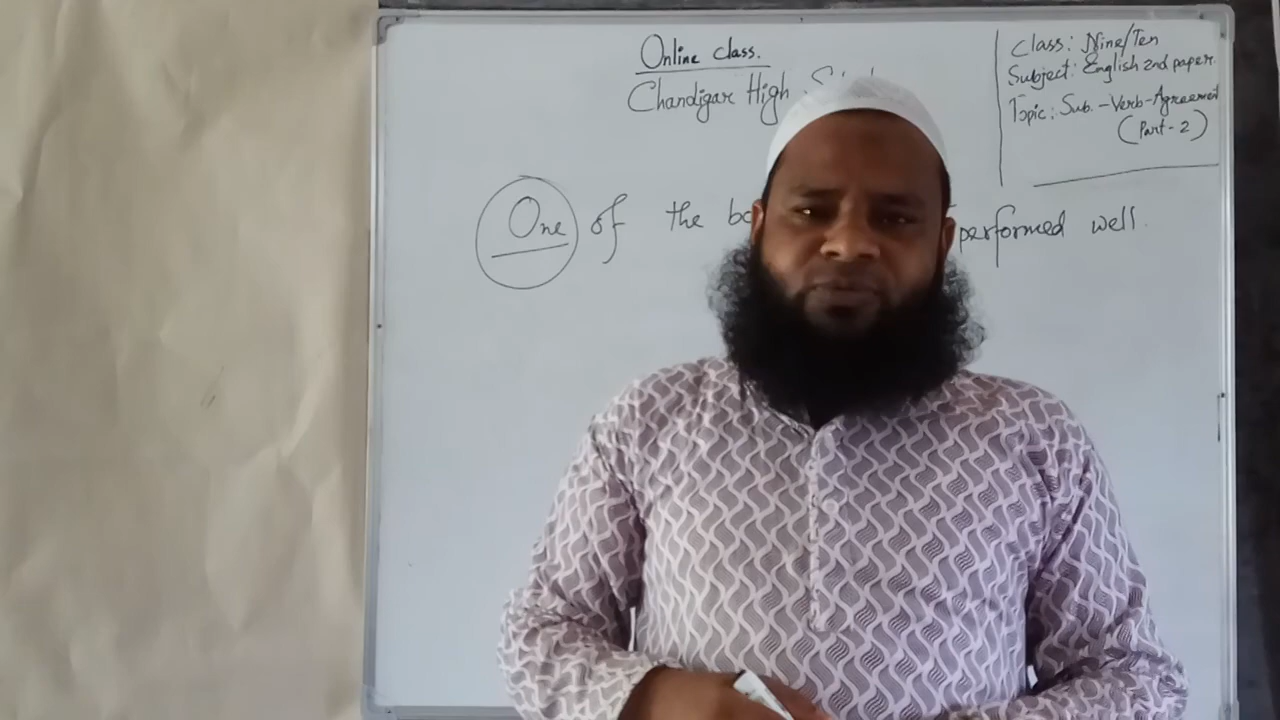 Online class.
Chandigar High
Class: Nine/Ten
Subject: English 2nd paper.
Topic: Sub.-Verb-Agreement
(Part-2)
One of the performed well.